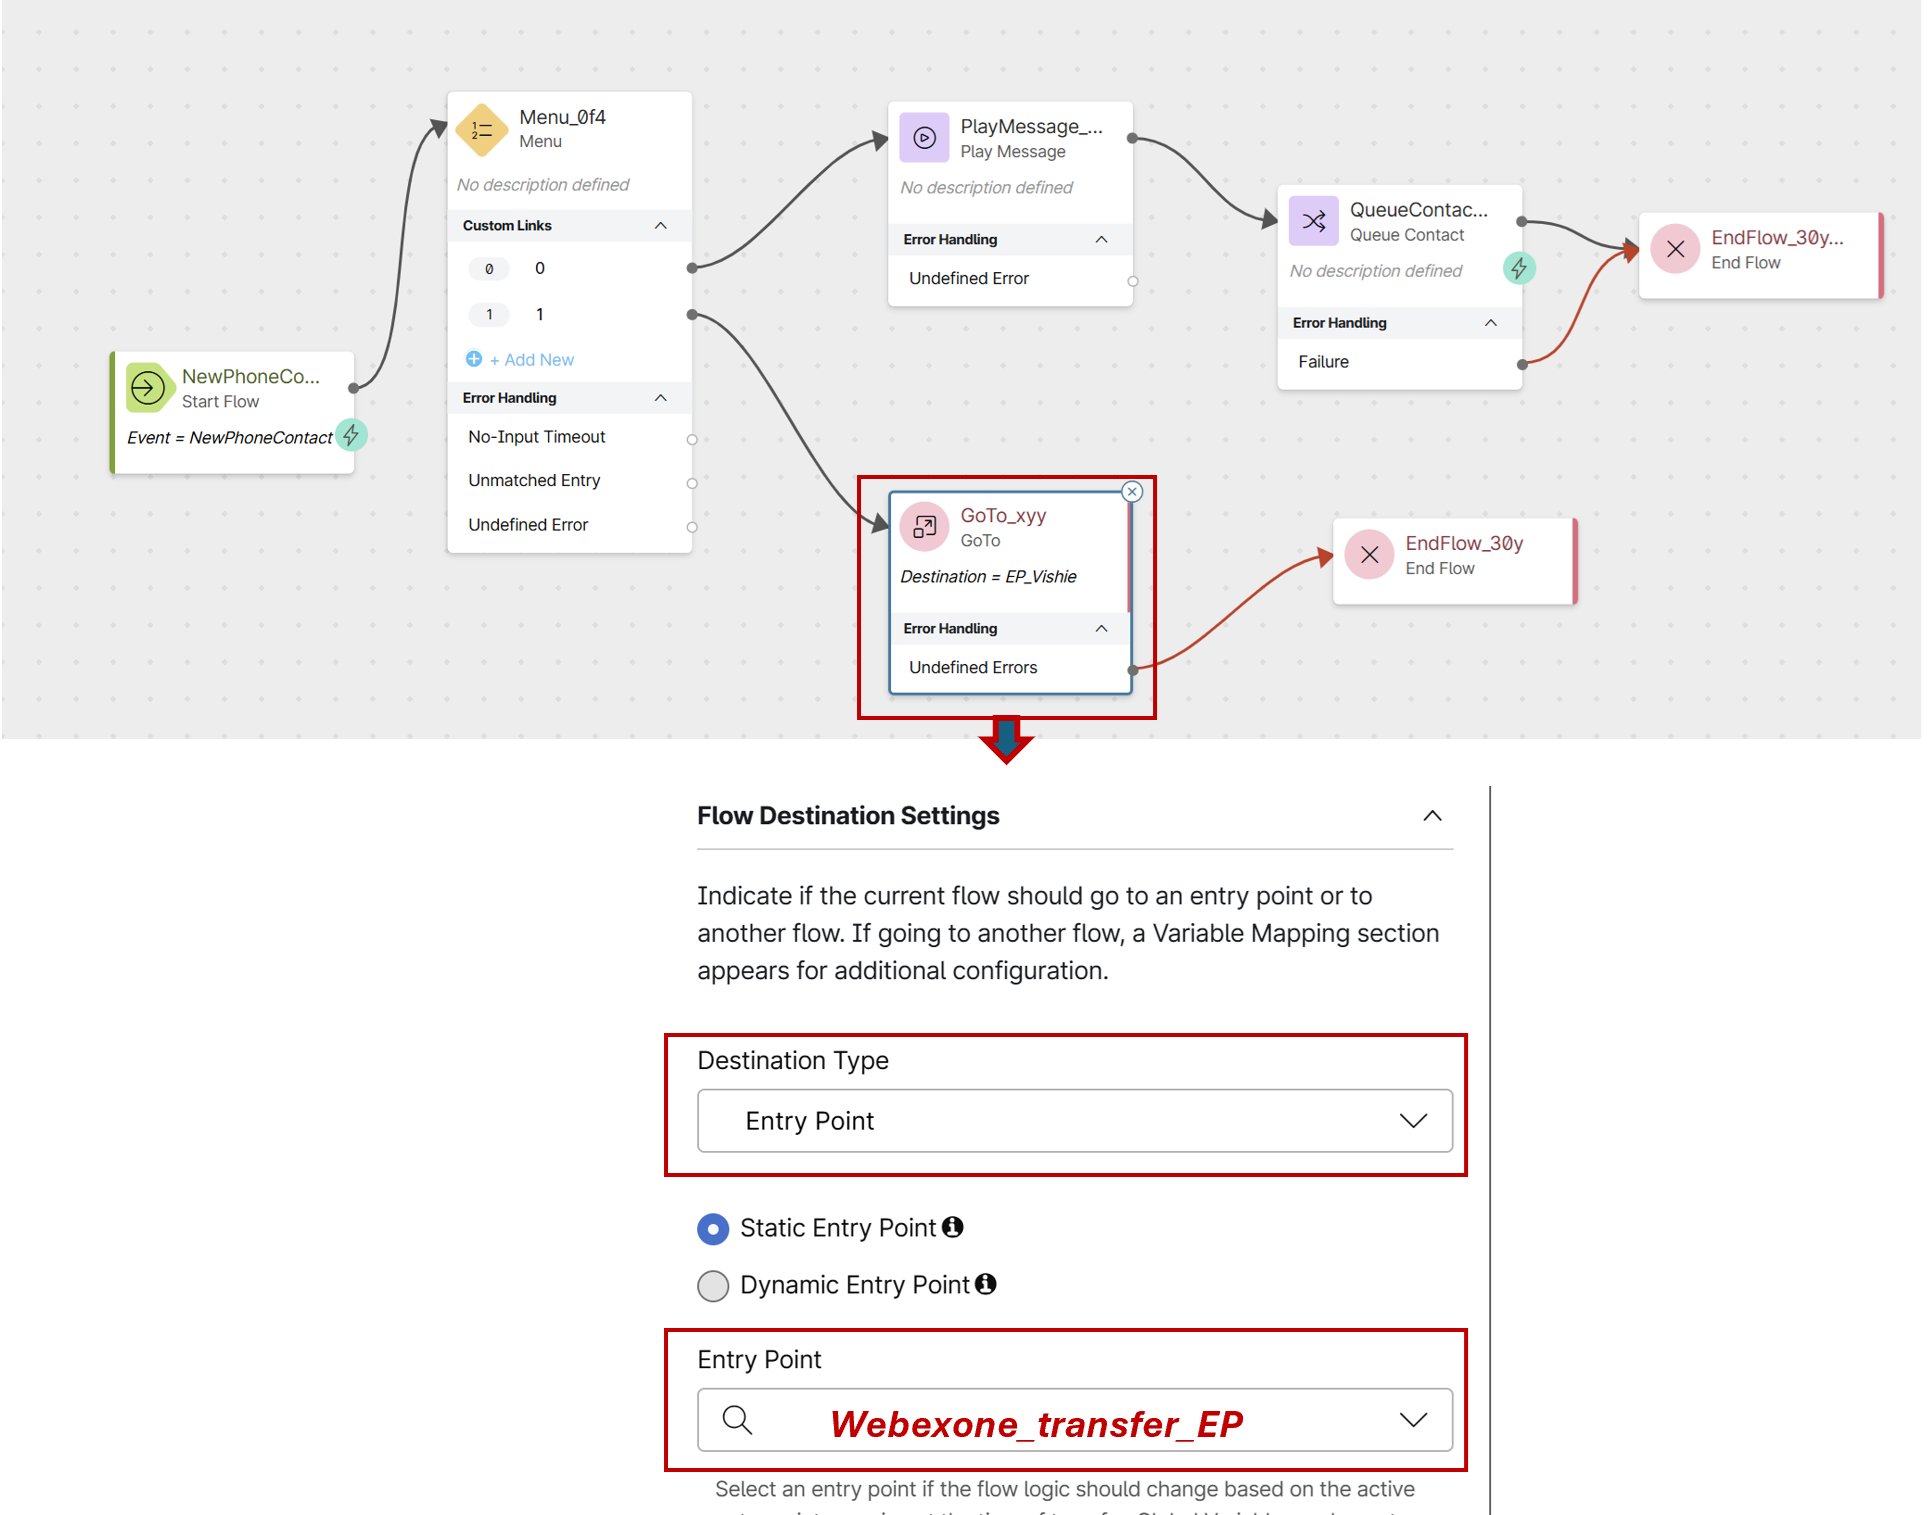 Menu_0f4
Menu
No description defined
Custom Links
0 0
1 1
+ Add New
Error Handling
No-Input Timeout
Unmatched Entry
Undefined Error
NewPhoneCo...
Start Flow
Event = NewPhoneContact
PlayMessage_...
Play Message
No description defined
Error Handling
Undefined Error
QueueContac...
Queue Contact
No description defined
Error Handling
Failure
EndFlow_30y...
End Flow
GoTo_xyy
GoTo
Destination = EP_Vishie
Error Handling
Undefined Errors
EndFlow_30y​ie
End Flow
Flow Destination Settings
Indicate if the current flow should go to an entry point or to
another flow. If going to another flow, a Variable Mapping section
appears for additional configuration.
Destination Type
Entry Point
Static Entry Point
Dynamic Entry Point
Entry Point
Webexone_transfer_EP
Select an entry point if the flow logic should change based on the active